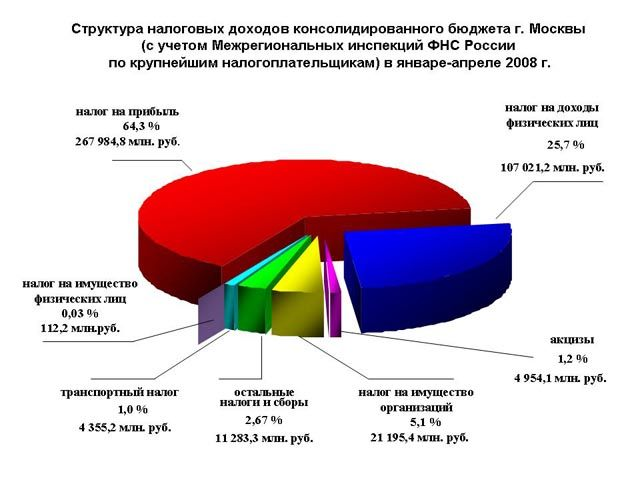 Структура налоговых доходов консолидированного бюджета г. Москвы
(с учетом Межрегиональных инспекций ФНС России
по крупнейшим налогоплательщикам) в январе-апреле 2008 г.
налог на прибыль
64,3 %
267 984,8 млн. руб.
налог на доходы
физических лиц
25,7 %
107 021,2 млн. руб.
налог на имущество
физических лиц
0,03 %
112,2 млн.руб.
акцизы
1,2 %
4 954,1 млн. руб.
транспортный налог
1,0 %
4 355,2 млн. руб.
остальные
налоги и сборы
2,67 %
11 283,3 млн. руб.
налог на имущество
организаций
5,1 %
21 195,4 млн. руб.